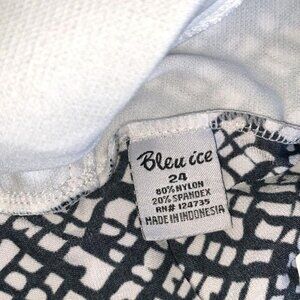 Bleu ice
24
80% NYLON
20% SPANDEX
RN# 124735
MADE IN INDONESIA